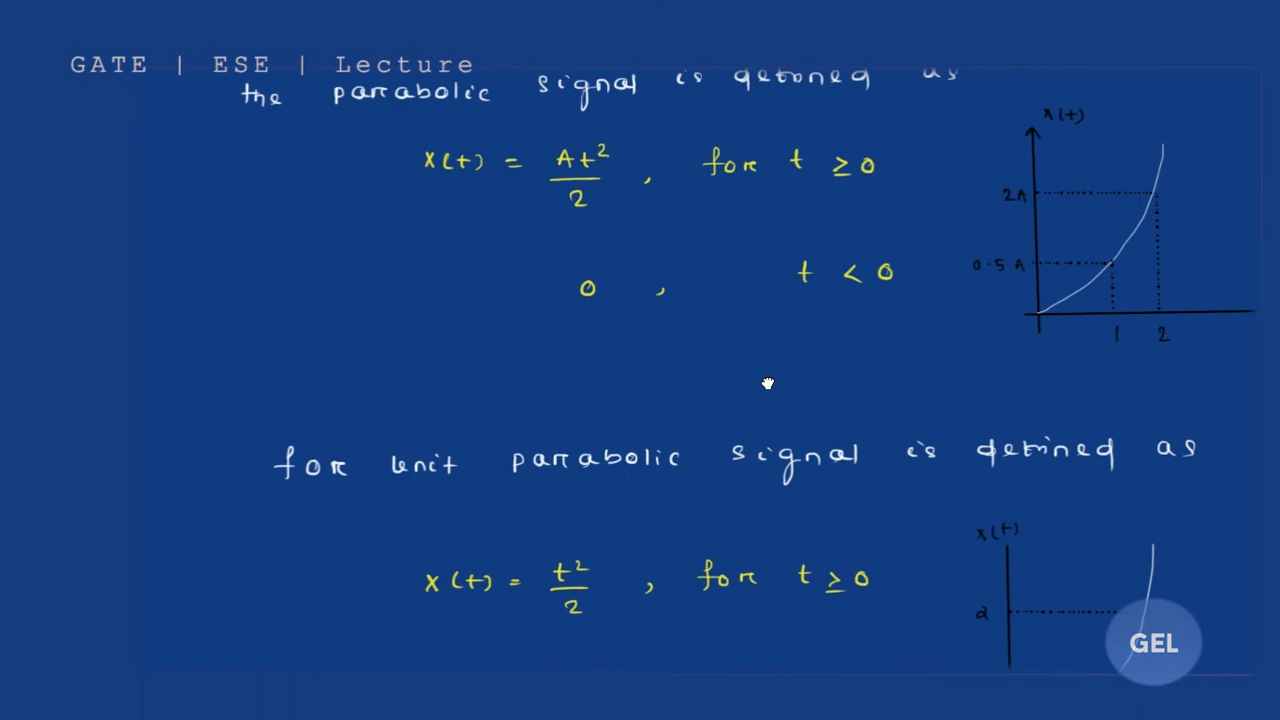 GATE | ESE | Lecture
the parabolic signal is defined as
x(t) = At²/2 , for t ≥ 0
0 , t < 0
x(t)
2A
0.5 A
1 2
for unit parabolic signal is defined as
x(t) = t²/2 , for t ≥ 0
x(t)
2
GEL